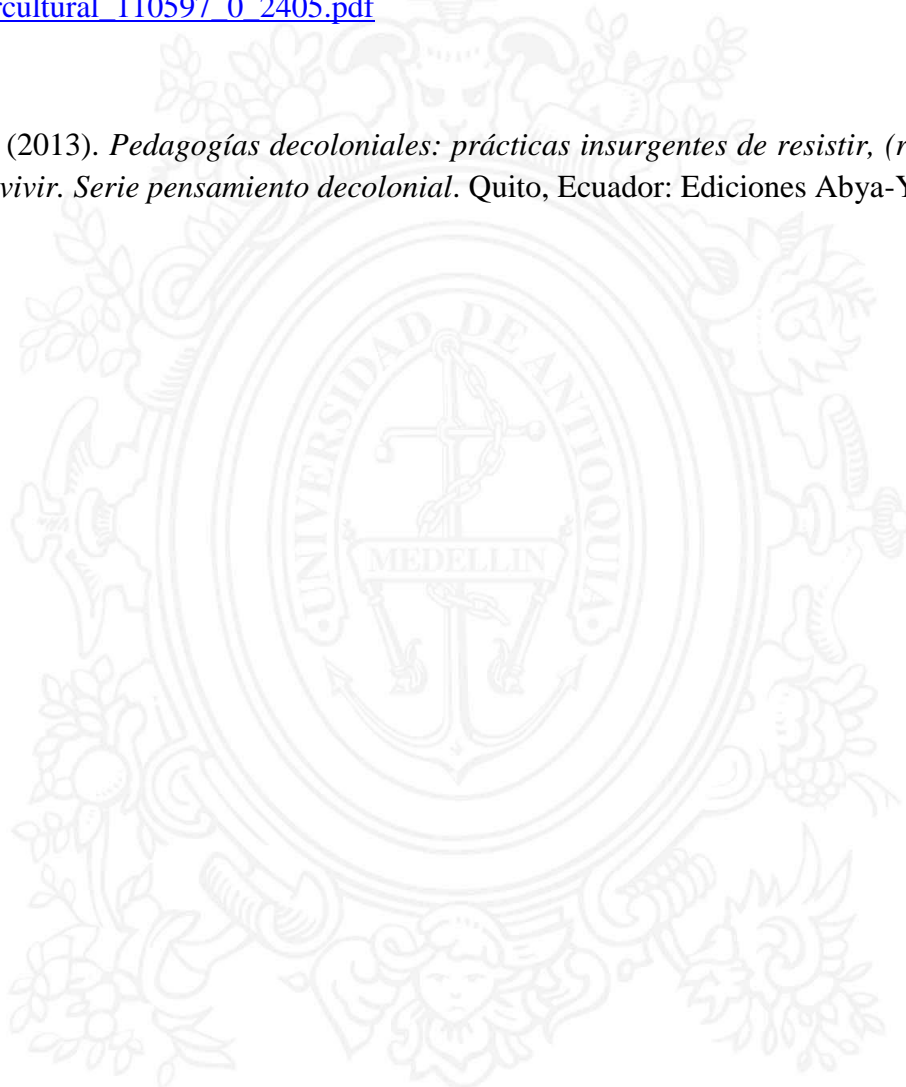 rcultural_110597_0_2405.pdf
(2013). Pedagogías decoloniales: prácticas insurgentes de resistir, (r
vivir. Serie pensamiento decolonial. Quito, Ecuador: Ediciones Abya-Y
UNIVERSIDAD DE ANTIOQUIA
MEDELLIN